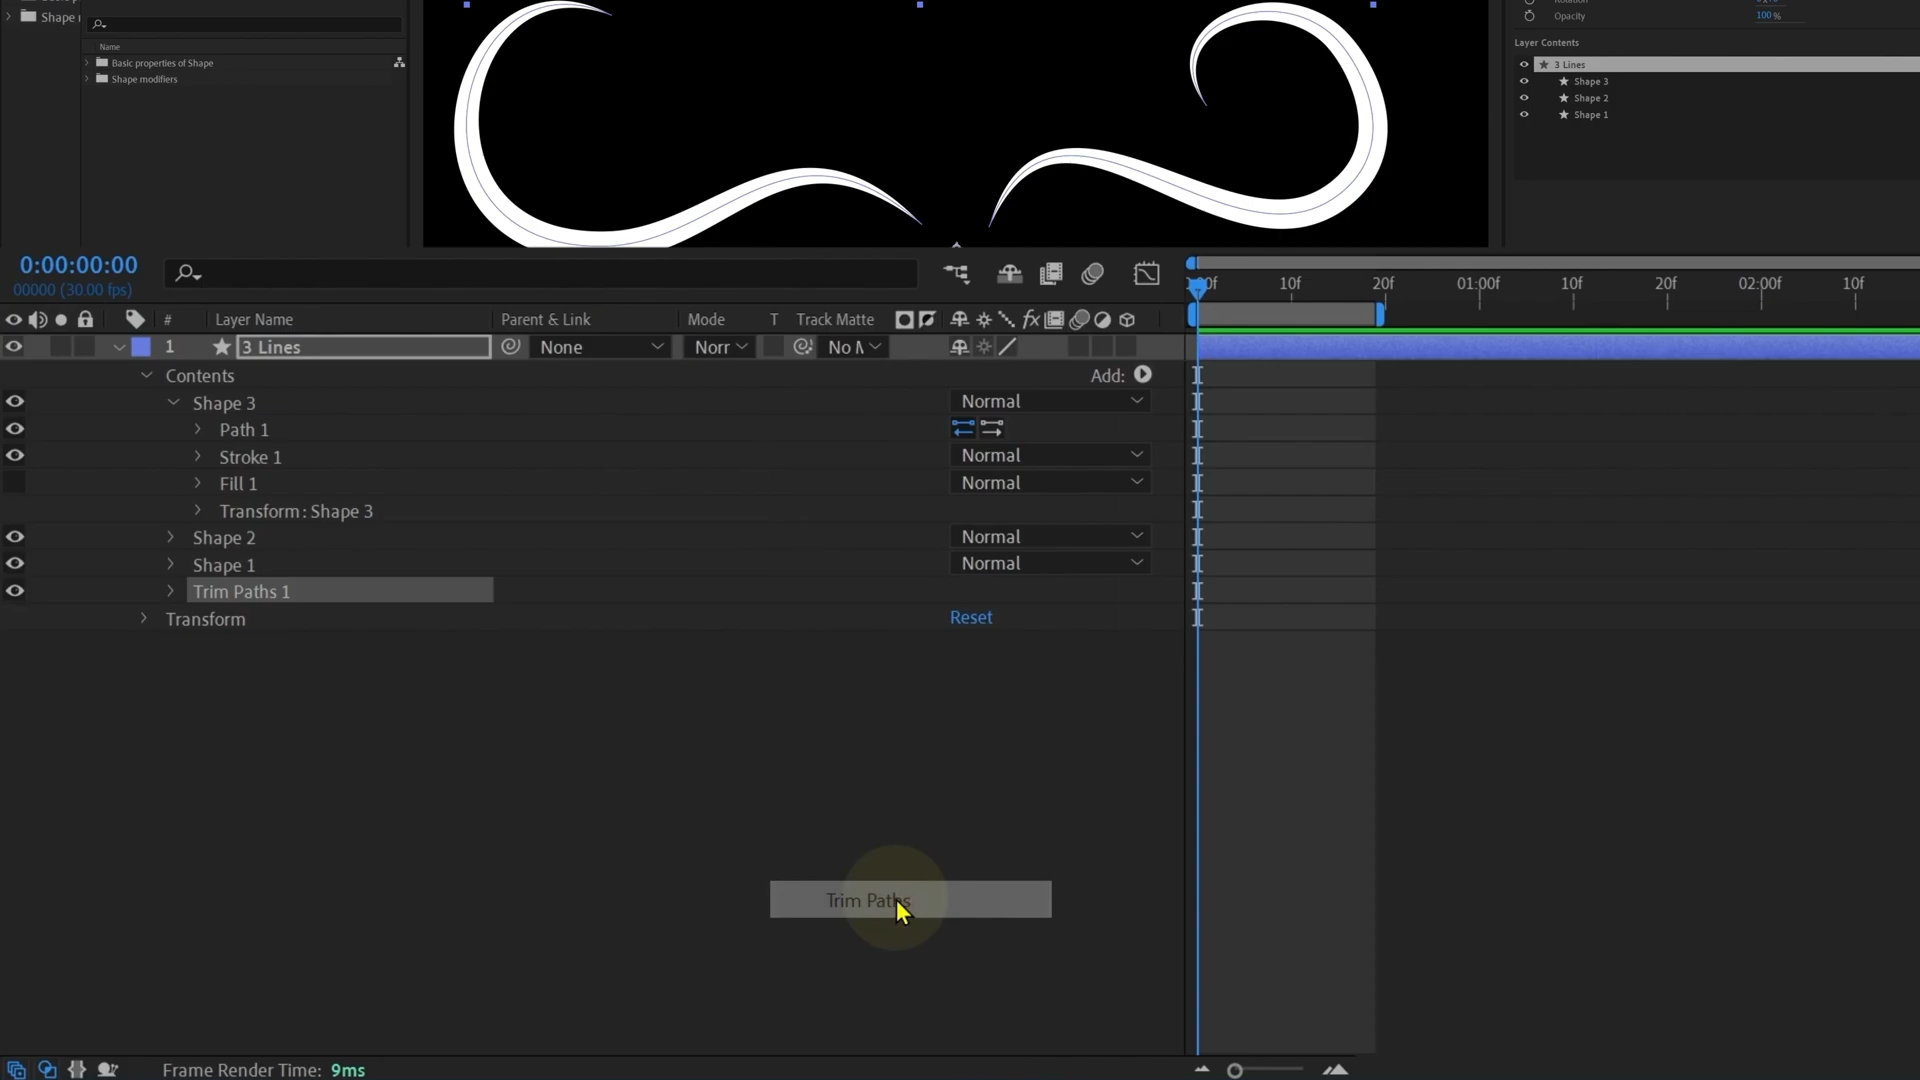 Shape
Name
Basic properties of Shape
Shape modifiers
Opacity 100 %
Layer Contents
3 Lines
Shape 3
Shape 2
Shape 1
0:00:00:00
00000 (30.00 fps)
10f 20f 01:00f 10f 20f 02:00f 10f
# Layer Name Parent & Link Mode T Track Matte
1 3 Lines None Norr No M
Contents Add:
Shape 3 Normal
Path 1
Stroke 1 Normal
Fill 1 Normal
Transform: Shape 3
Shape 2 Normal
Shape 1 Normal
Trim Paths 1
Transform Reset
Trim Paths
Frame Render Time: 9ms